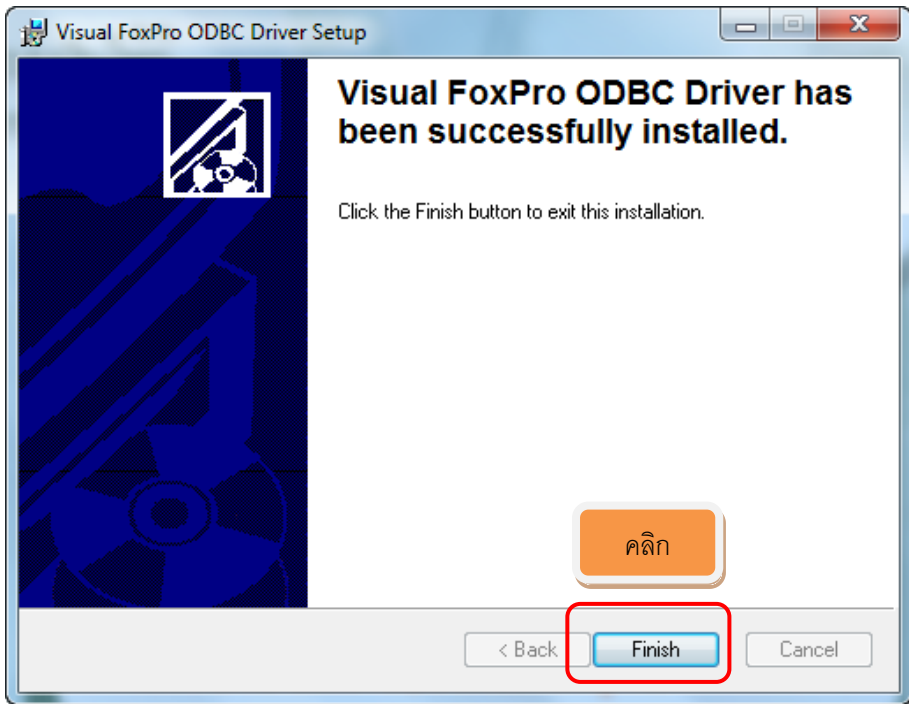 Visual FoxPro ODBC Driver Setup
Visual FoxPro ODBC Driver has
been successfully installed.
Click the Finish button to exit this installation.
คลิก
< Back
Finish
Cancel